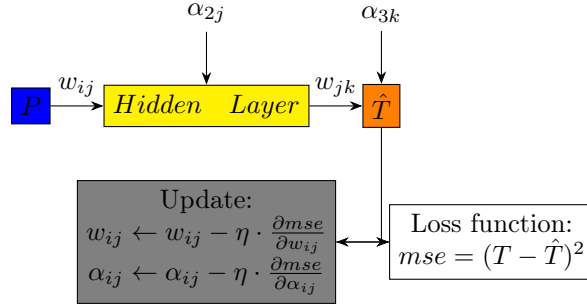 α₂ⱼ α₃ₖ
wᵢⱼ wⱼₖ
P Hidden Layer T̂
Update:
wᵢⱼ ← wᵢⱼ − η · ∂mse/∂wᵢⱼ
αᵢⱼ ← αᵢⱼ − η · ∂mse/∂αᵢⱼ
Loss function:
mse = (T − T̂)²